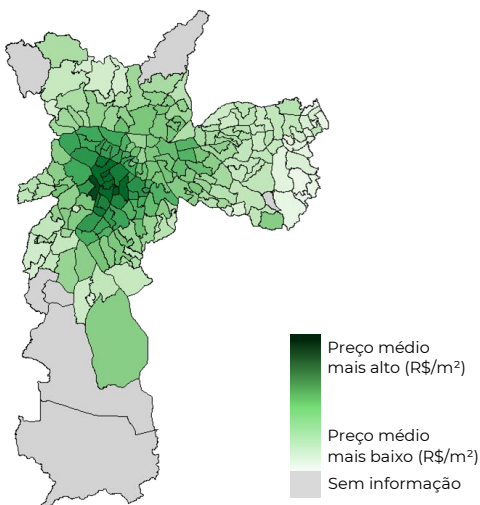 Preço médio
mais alto (R$/m²)
Preço médio
mais baixo (R$/m²)
Sem informação